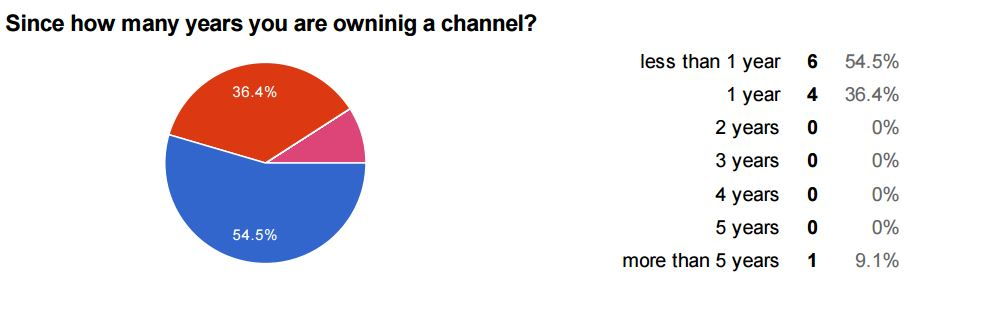 Since how many years you are owninig a channel?
36.4%
54.5%
less than 1 year 6 54.5%
1 year 4 36.4%
2 years 0 0%
3 years 0 0%
4 years 0 0%
5 years 0 0%
more than 5 years 1 9.1%